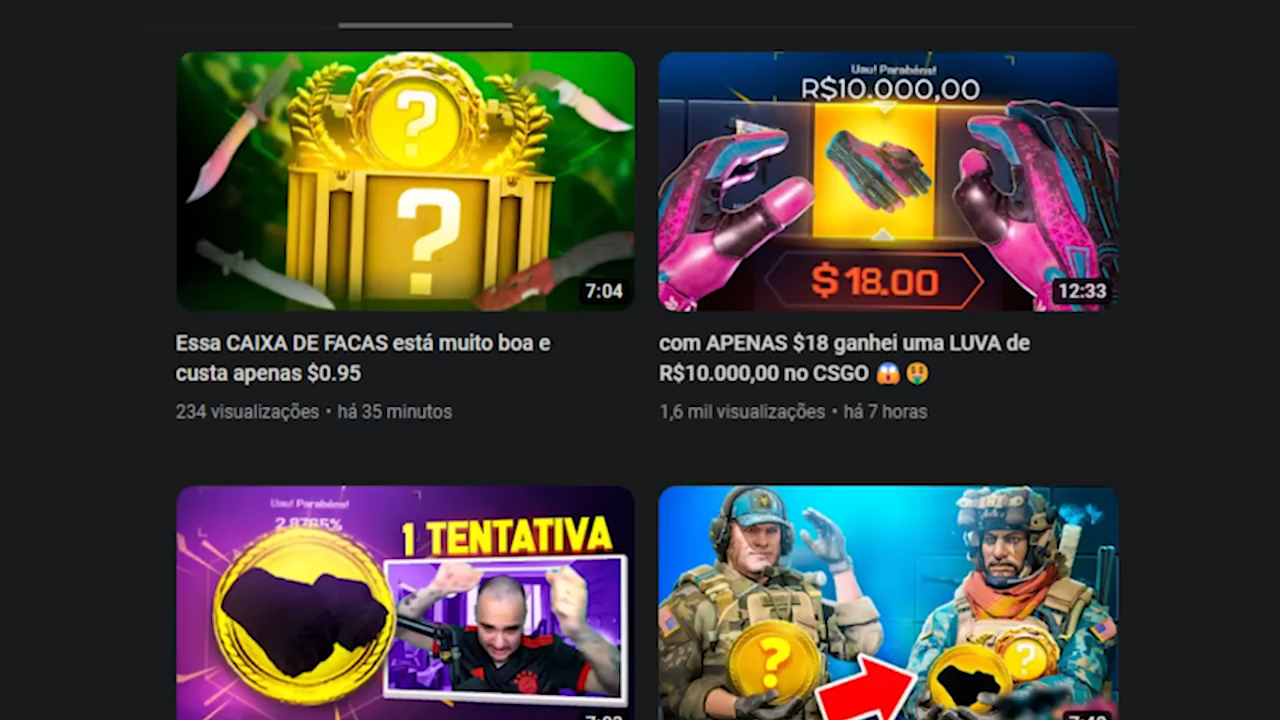 ?
?
7:04
Uau! Parabéns!
R$10.000,00
$18.00
12:33
Essa CAIXA DE FACAS está muito boa e
custa apenas $0.95
234 visualizações • há 35 minutos
com APENAS $18 ganhei uma LUVA de
R$10.000,00 no CSGO 😱 🤑
1,6 mil visualizações • há 7 horas
Uau! Parabéns!
1 TENTATIVA
?
?